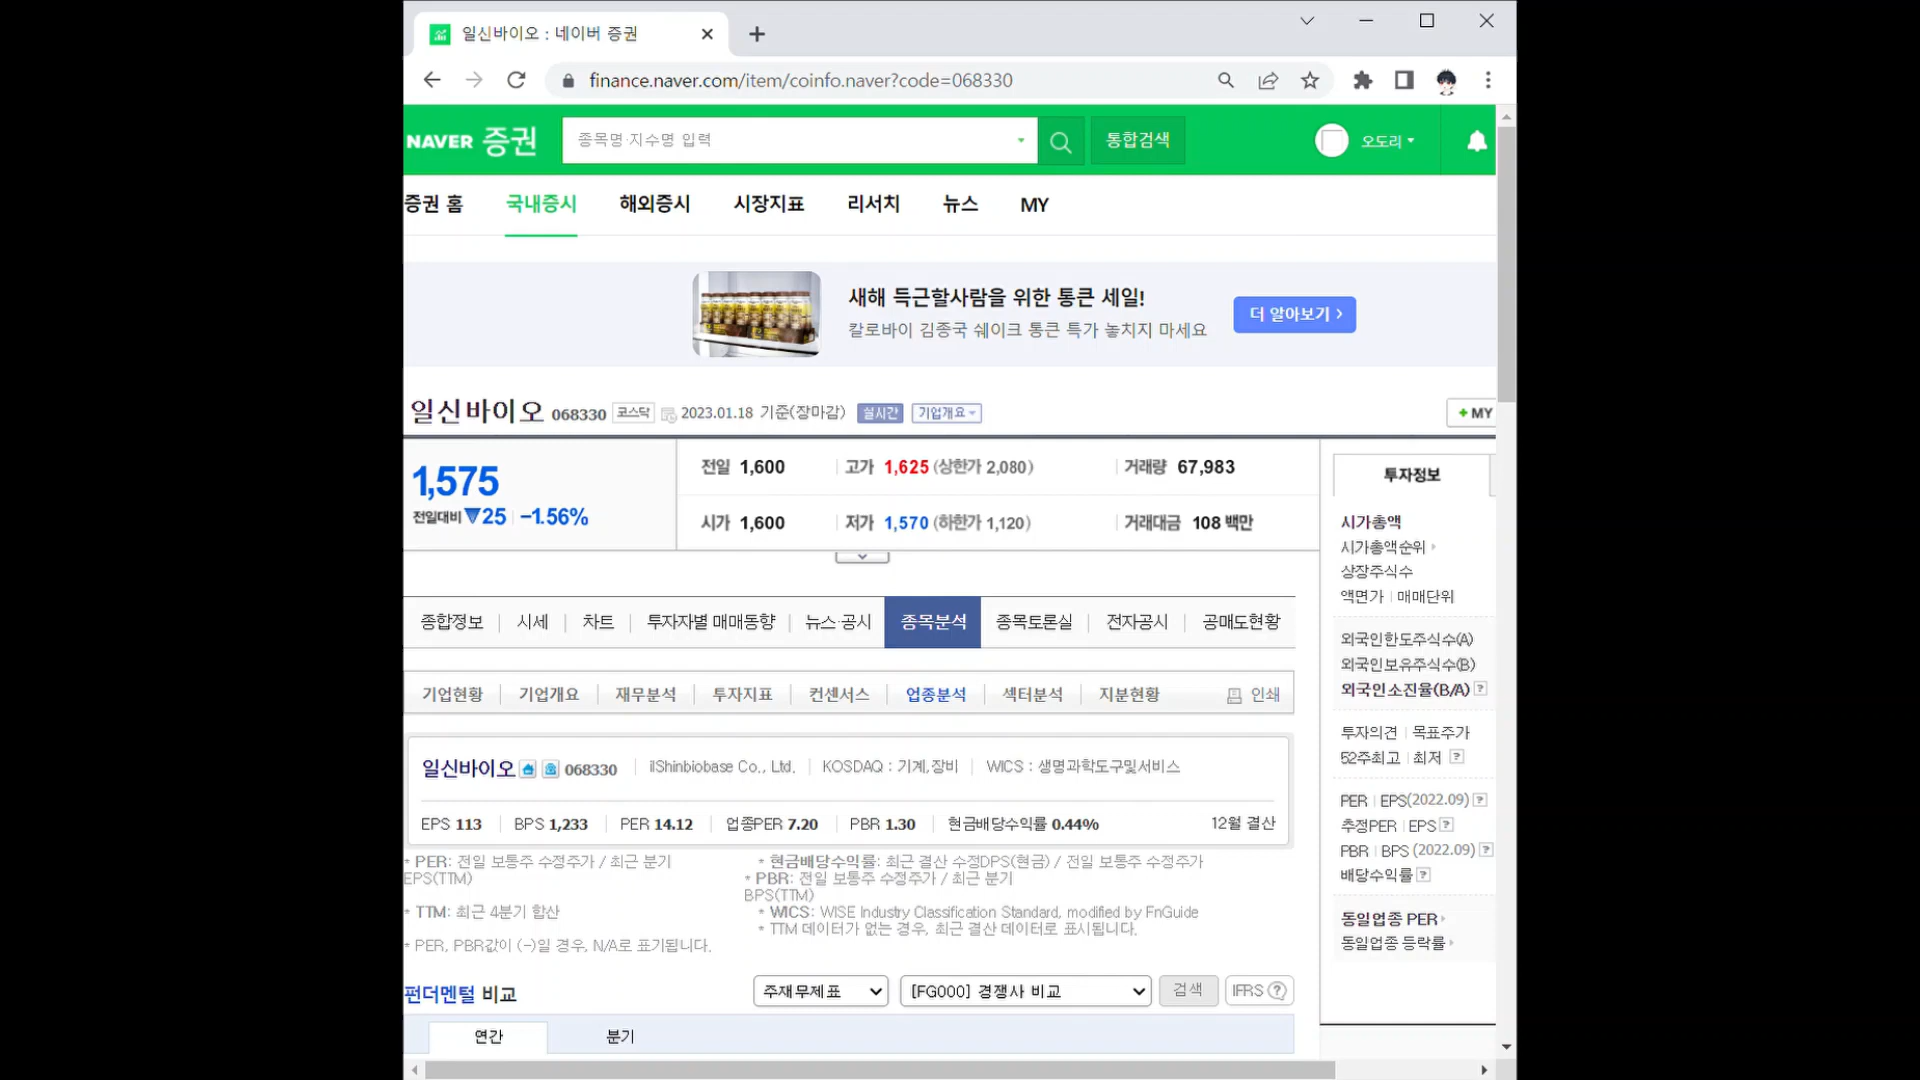 일신바이오 : 네이버 증권
finance.naver.com/item/coinfo.naver?code=068330
NAVER 증권 종목명·지수명 입력 통합검색 오도리
증권 홈 국내증시 해외증시 시장지표 리서치 뉴스 MY
새해 득근할사람을 위한 통큰 세일!
칼로바이 김종국 쉐이크 통큰 특가 놓치지 마세요
더 알아보기 >
일신바이오 068330 코스닥 2023.01.18 기준(장마감) 실시간 기업개요 + MY
1,575
전일대비 ▼25 -1.56%
전일 1,600 고가 1,625 (상한가 2,080) 거래량 67,983
시가 1,600 저가 1,570 (하한가 1,120) 거래대금 108 백만
종합정보 시세 차트 투자자별 매매동향 뉴스·공시 종목분석 종목토론실 전자공시 공매도현황
기업현황 기업개요 재무분석 투자지표 컨센서스 업종분석 섹터분석 지분현황 인쇄
일신바이오 068330 ilShinbiobase Co., Ltd. KOSDAQ : 기계,장비 WICS : 생명과학도구및서비스
EPS 113 BPS 1,233 PER 14.12 업종PER 7.20 PBR 1.30 현금배당수익률 0.44% 12월 결산
* PER: 전일 보통주 수정주가 / 최근 분기
EPS(TTM)
* TTM: 최근 4분기 합산
* PER, PBR값이 (-)일 경우, N/A로 표기됩니다.
* 현금배당수익률: 최근 결산 수정DPS(현금) / 전일 보통주 수정주가
* PBR: 전일 보통주 수정주가 / 최근 분기
BPS(TTM)
* WICS: WISE Industry Classification Standard, modified by FnGuide
* TTM 데이터가 없는 경우, 최근 결산 데이터로 표시됩니다.
펀더멘털 비교 주재무제표 [FG000] 경쟁사 비교 검색 IFRS ?
연간 분기
투자정보
시가총액
시가총액순위
상장주식수
액면가 | 매매단위
외국인한도주식수(A)
외국인보유주식수(B)
외국인소진율(B/A) ?
투자의견 | 목표주가
52주최고 | 최저 ?
PER | EPS(2022.09) ?
추정PER | EPS ?
PBR | BPS (2022.09) ?
배당수익률 ?
동일업종 PER
동일업종 등락률